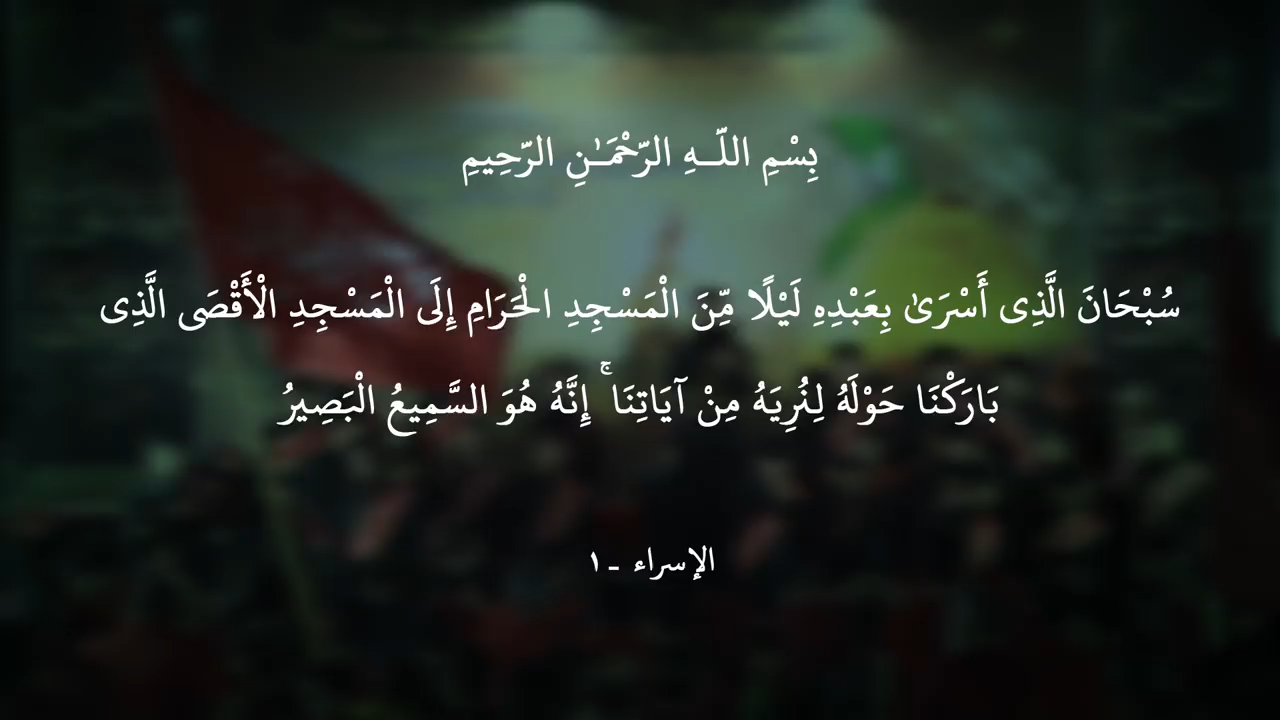 بِسْمِ اللَّـهِ الرَّحْمَـٰنِ الرَّحِيمِ
سُبْحَانَ الَّذِى أَسْرَىٰ بِعَبْدِهِ لَيْلًا مِّنَ الْمَسْجِدِ الْحَرَامِ إِلَى الْمَسْجِدِ الْأَقْصَى الَّذِى
بَارَكْنَا حَوْلَهُ لِنُرِيَهُ مِنْ آيَاتِنَا ۚ إِنَّهُ هُوَ السَّمِيعُ الْبَصِيرُ
الإسراء - ١